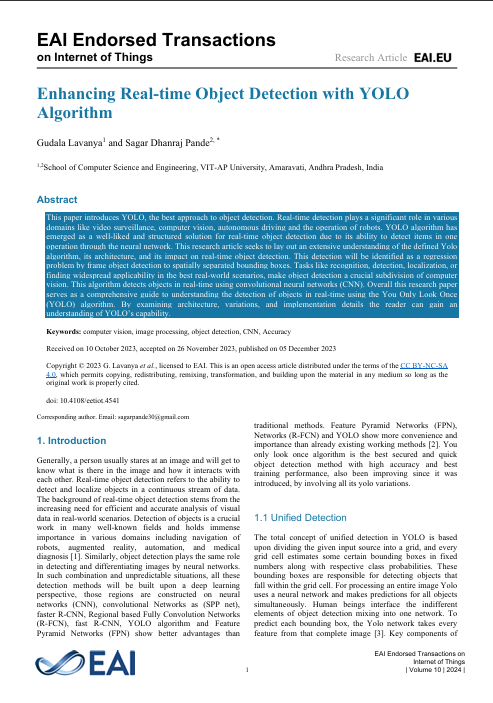 EAI Endorsed Transactions
on Internet of Things
Research Article EAI.EU
Enhancing Real-time Object Detection with YOLO
Algorithm
Gudala Lavanya1 and Sagar Dhanraj Pande2, *
1,2School of Computer Science and Engineering, VIT-AP University, Amaravati, Andhra Pradesh, India
Abstract
This paper introduces YOLO, the best approach to object detection. Real-time detection plays a significant role in various
domains like video surveillance, computer vision, autonomous driving and the operation of robots. YOLO algorithm has
emerged as a well-liked and structured solution for real-time object detection due to its ability to detect items in one
operation through the neural network. This research article seeks to lay out an extensive understanding of the defined Yolo
algorithm, its architecture, and its impact on real-time object detection. This detection will be identified as a regression
problem by frame object detection to spatially separated bounding boxes. Tasks like recognition, detection, localization, or
finding widespread applicability in the best real-world scenarios, make object detection a crucial subdivision of computer
vision. This algorithm detects objects in real-time using convolutional neural networks (CNN). Overall this research paper
serves as a comprehensive guide to understanding the detection of objects in real-time using the You Only Look Once
(YOLO) algorithm. By examining architecture, variations, and implementation details the reader can gain an
understanding of YOLO's capability.
Keywords: computer vision, image processing, object detection, CNN, Accuracy
Received on 10 October 2023, accepted on 26 November 2023, published on 05 December 2023
Copyright © 2023 G. Lavanya et al., licensed to EAI. This is an open access article distributed under the terms of the CC BY-NC-SA
4.0, which permits copying, redistributing, remixing, transformation, and building upon the material in any medium so long as the
original work is properly cited.
doi: 10.4108/eetiot.4541
Corresponding author. Email: sagarpande30@gmail.com
1. Introduction
Generally, a person usually stares at an image and will get to
know what is there in the image and how it interacts with
each other. Real-time object detection refers to the ability to
detect and localize objects in a continuous stream of data.
The background of real-time object detection stems from the
increasing need for efficient and accurate analysis of visual
data in real-world scenarios. Detection of objects is a crucial
work in many well-known fields and holds immense
importance in various domains including navigation of
robots, augmented reality, automation, and medical
diagnosis [1]. Similarly, object detection plays the same role
in detecting and differentiating images by neural networks.
In such combination and unpredictable situations, all these
detection methods will be built upon a deep learning
perspective, those regions are constructed on neural
networks (CNN), convolutional Networks as (SPP net),
faster R-CNN, Regional based Fully Convolution Networks
(R-FCN), fast R-CNN, YOLO algorithm and Feature
Pyramid Networks (FPN) show better advantages than
traditional methods. Feature Pyramid Networks (FPN),
Networks (R-FCN) and YOLO show more convenience and
importance than already existing working methods [2]. You
only look once algorithm is the best secured and quick
object detection method with high accuracy and best
training performance, also been improving since it was
introduced, by involving all its yolo variations.
1.1 Unified Detection
The total concept of unified detection in YOLO is based
upon dividing the given input source into a grid, and every
grid cell estimates some certain bounding boxes in fixed
numbers along with respective class probabilities. These
bounding boxes are responsible for detecting objects that
fall within the grid cell. For processing an entire image Yolo
uses a neural network and makes predictions for all objects
simultaneously. Human beings interface the indifferent
elements of object detection mixing into one network. To
predict each bounding box, the Yolo network takes every
feature from that complete image [3]. Key components of
EAI
1
EAI Endorsed Transactions on
Internet of Things
| Volume 10 | 2024 |